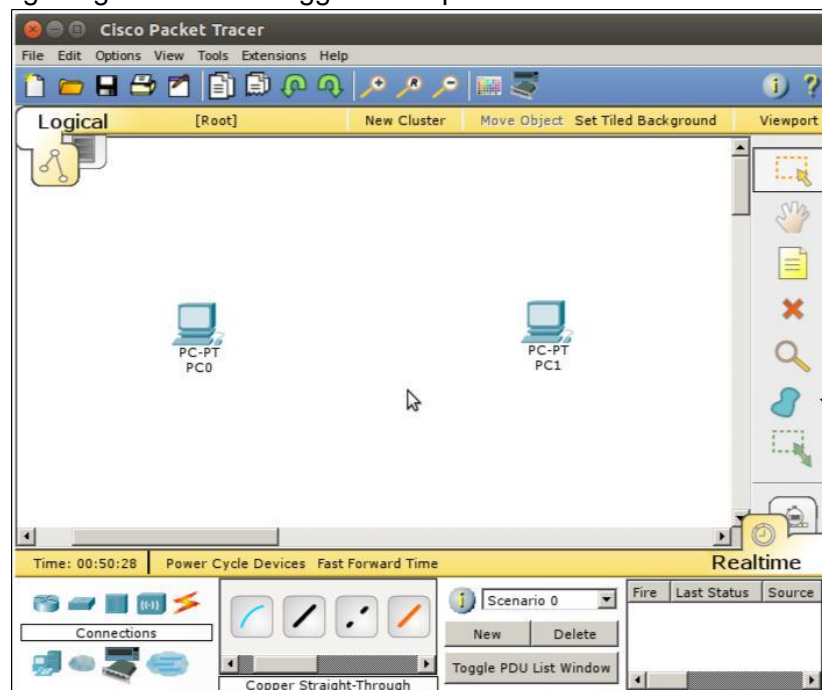 Cisco Packet Tracer
File Edit Options View Tools Extensions Help
Logical [Root] New Cluster Move Object Set Tiled Background Viewport
PC-PT
PC0
PC-PT
PC1
Time: 00:50:28 Power Cycle Devices Fast Forward Time Realtime
Connections
Copper Straight-Through
Scenario 0
New Delete
Toggle PDU List Window
Fire Last Status Source